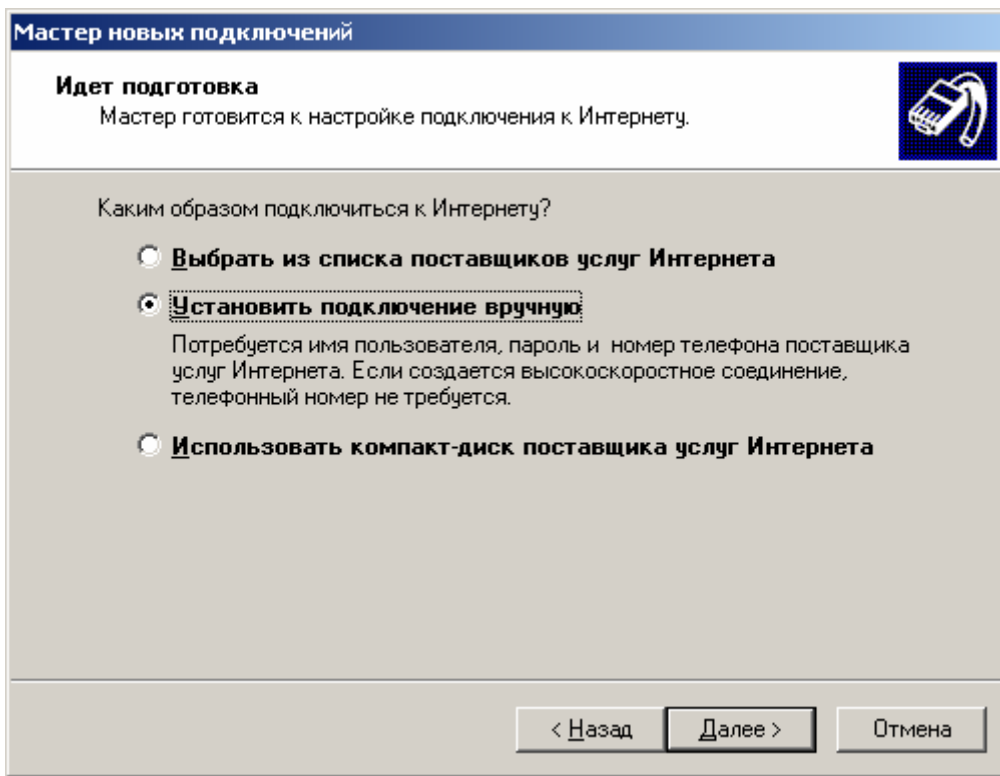 Мастер новых подключений
Идет подготовка
Мастер готовится к настройке подключения к Интернету.
Каким образом подключиться к Интернету?
Выбрать из списка поставщиков услуг Интернета
Установить подключение вручную
Потребуется имя пользователя, пароль и номер телефона поставщика
услуг Интернета. Если создается высокоскоростное соединение,
телефонный номер не требуется.
Использовать компакт-диск поставщика услуг Интернета
< Назад Далее > Отмена